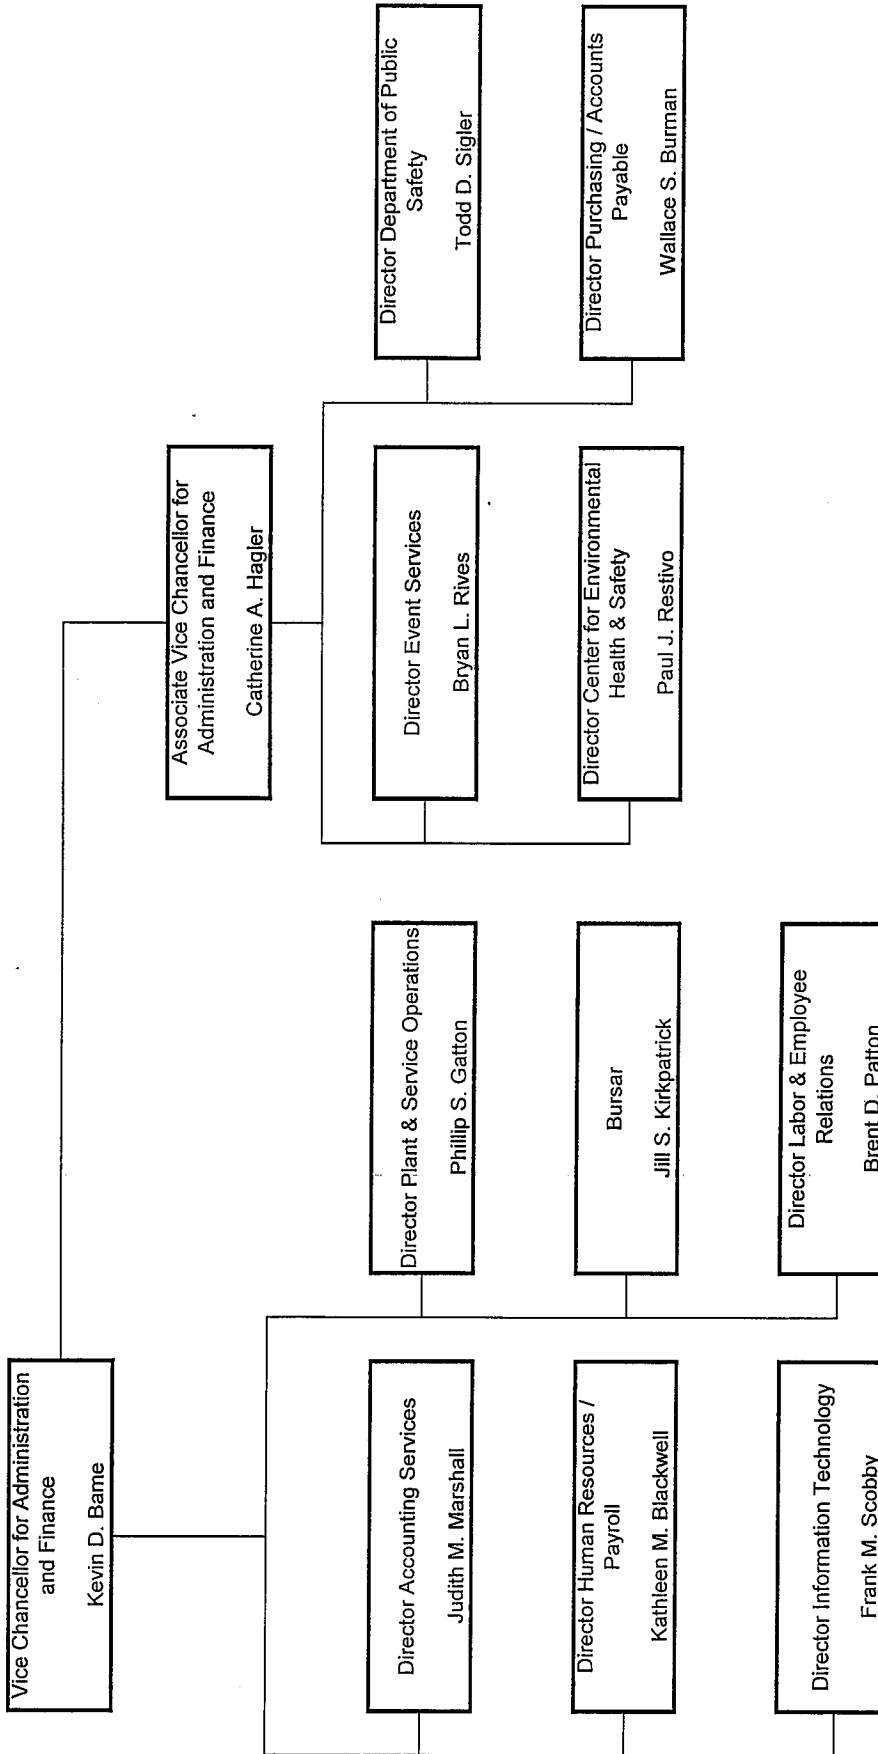 Vice Chancellor for Administration
and Finance
Kevin D. Bame
Associate Vice Chancellor for
Administration and Finance
Catherine A. Hagler
Director Accounting Services
Judith M. Marshall
Director Plant & Service Operations
Phillip S. Gatton
Director Event Services
Bryan L. Rives
Director Department of Public
Safety
Todd D. Sigler
Director Human Resources /
Payroll
Kathleen M. Blackwell
Bursar
Jill S. Kirkpatrick
Director Center for Environmental
Health & Safety
Paul J. Restivo
Director Purchasing / Accounts
Payable
Wallace S. Burman
Director Information Technology
Frank M. Scobby
Director Labor & Employee
Relations
Brent D. Patton